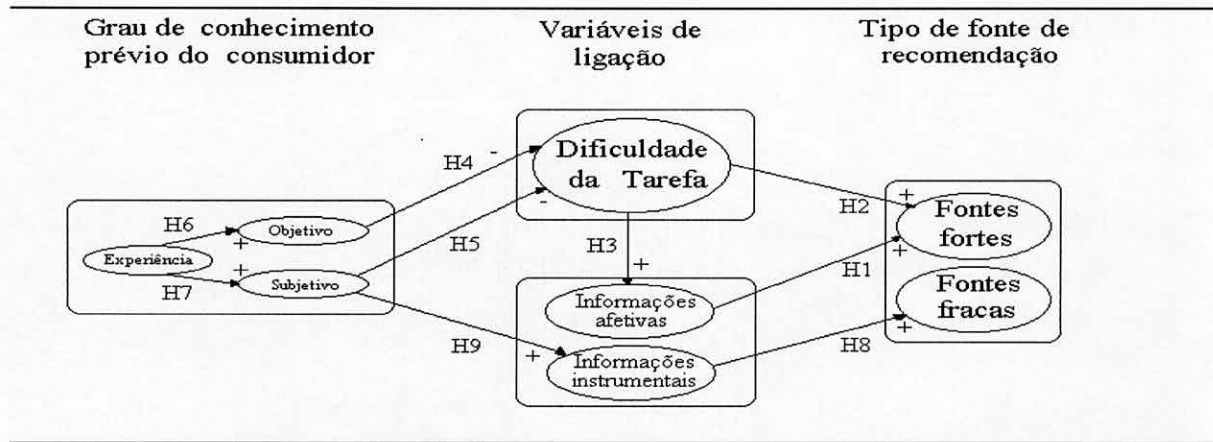 Grau de conhecimento
prévio do consumidor
Variáveis de
ligação
Tipo de fonte de
recomendação
Dificuldade
da Tarefa
-
H4
-
H5
H6
Objetivo
+
Experiência
+
H7
Subjetivo
H2
+
Fontes
fortes
+
H3
+
H1
Informações
afetivas
Fontes
fracas
+
H9
+
Informações
instrumentais
H8